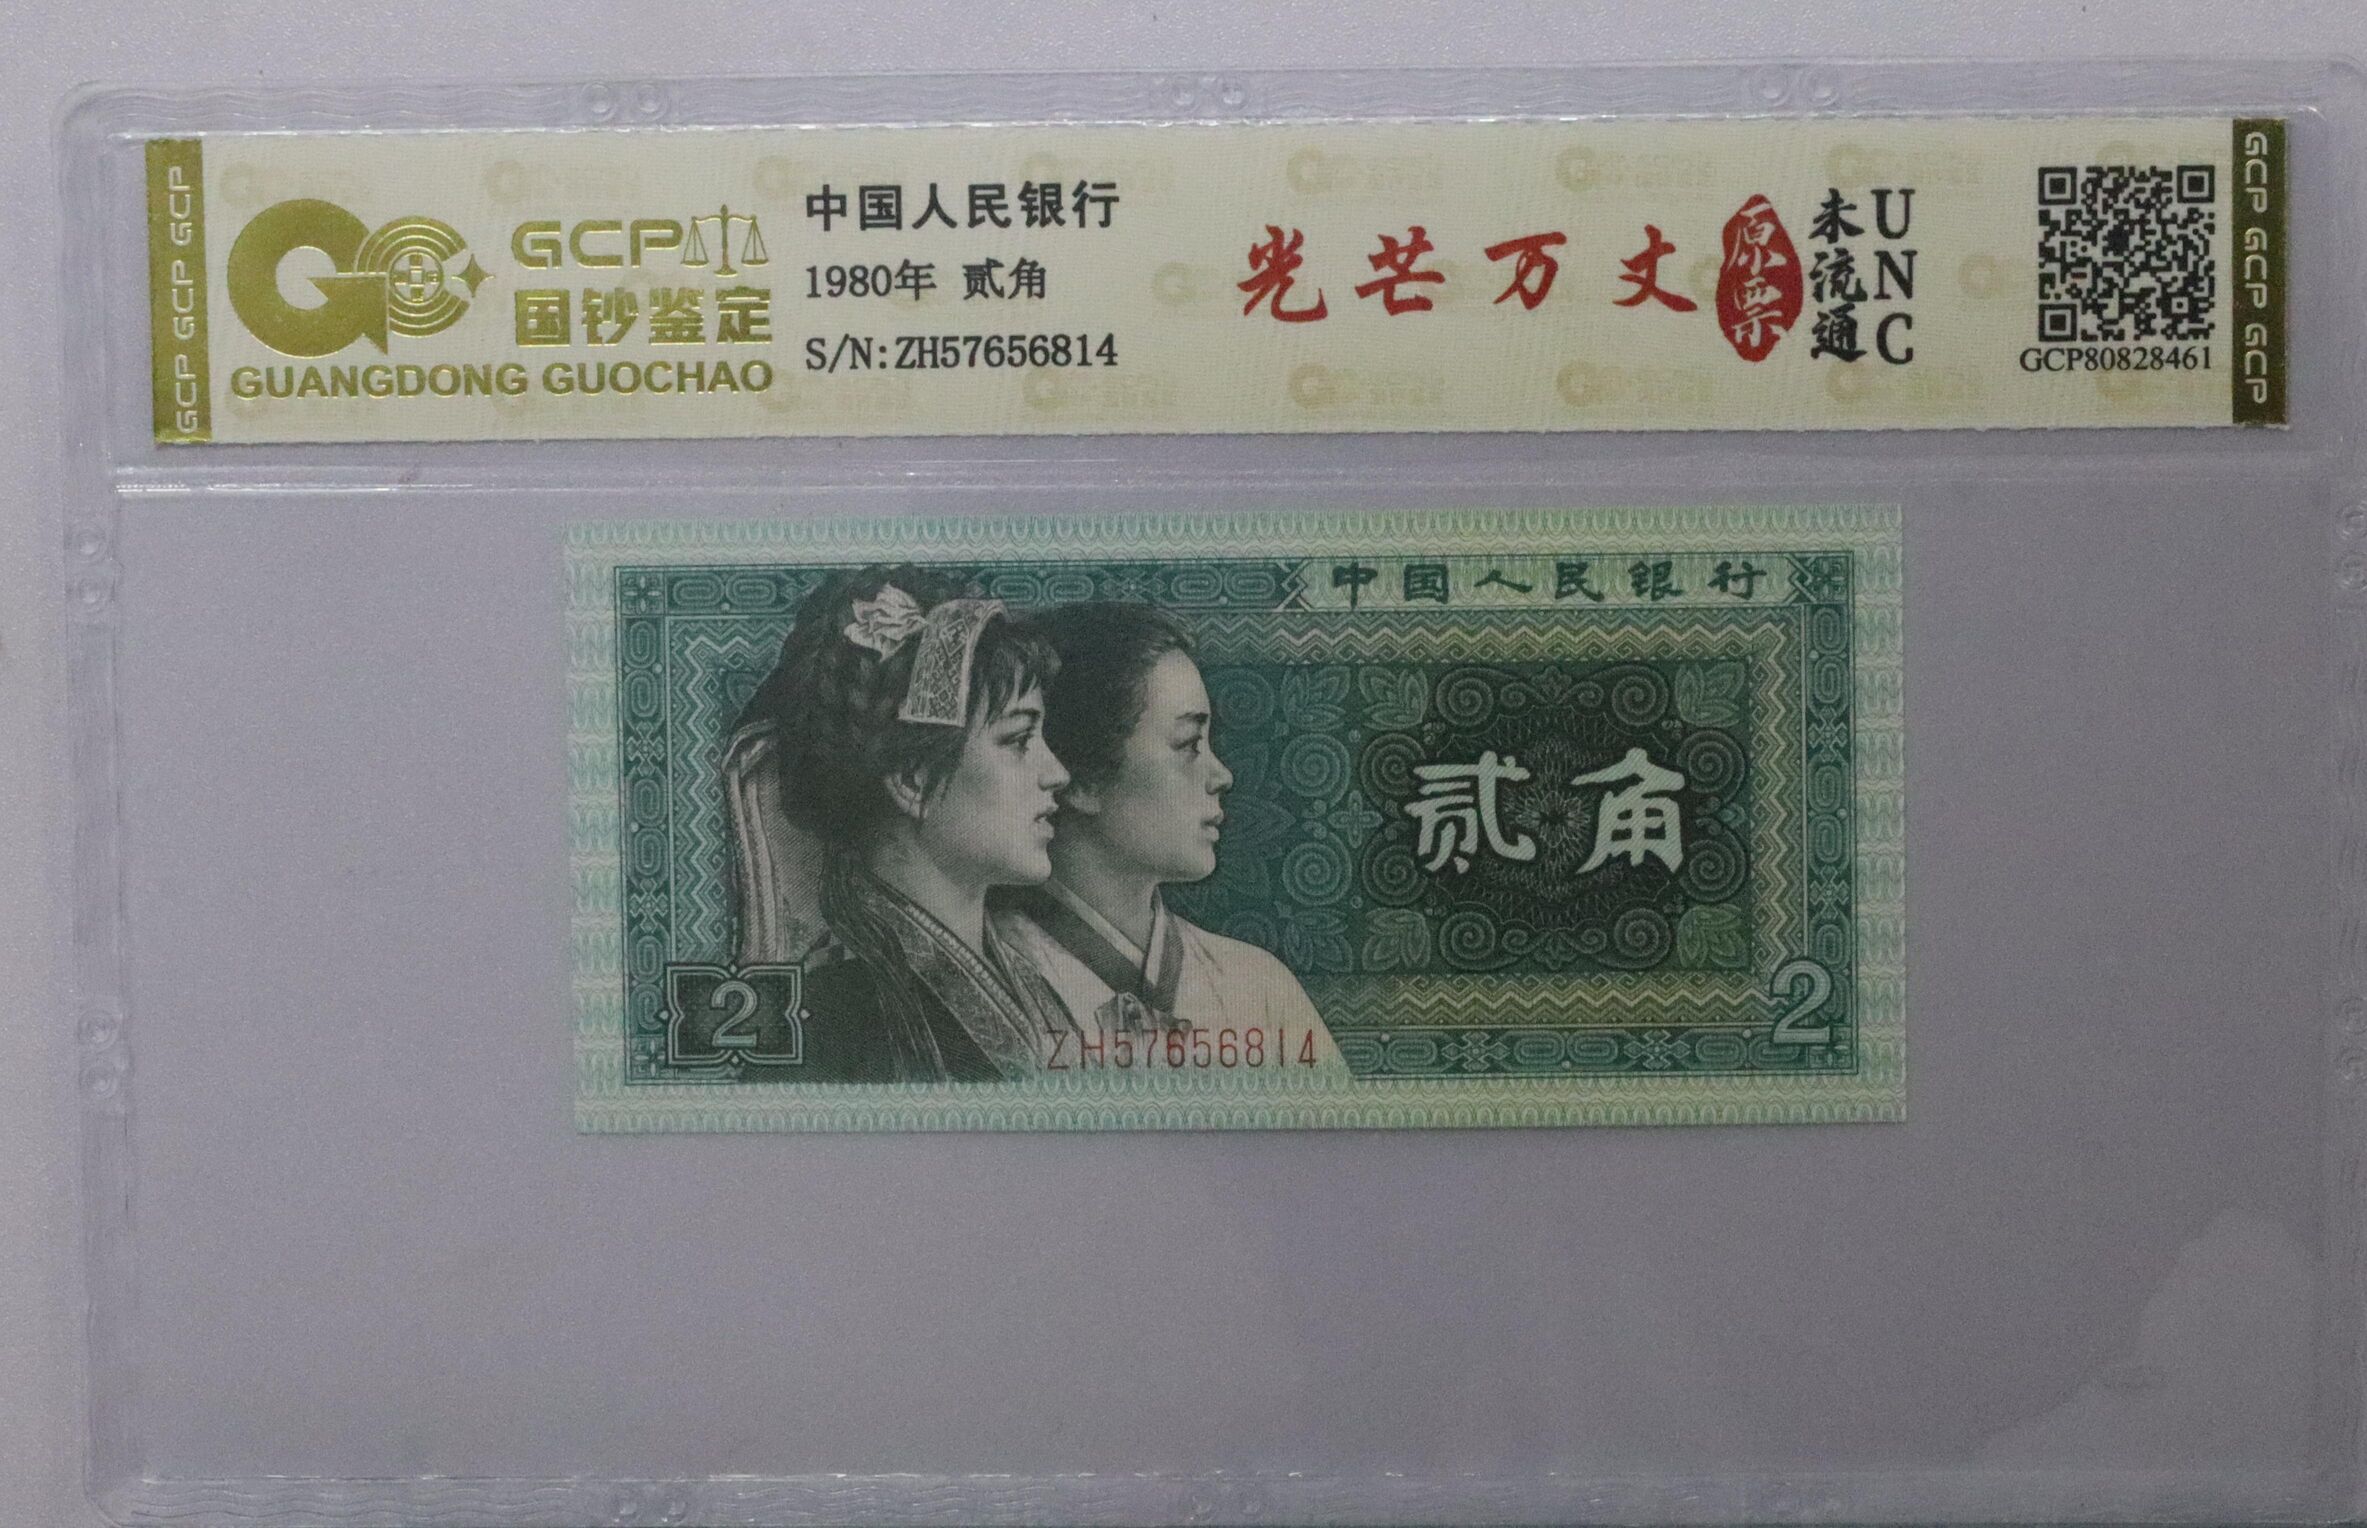 GCP GCP GCP
GCP
国钞鉴定
GUANGDONG GUOCHAO
中国人民银行
1980年 贰角
S/N:ZH57656814
光芒万丈
原票
未流通
UNC
GCP80828461
GCP GCP GCP
中国人民银行
贰角
2
2
ZH57656814